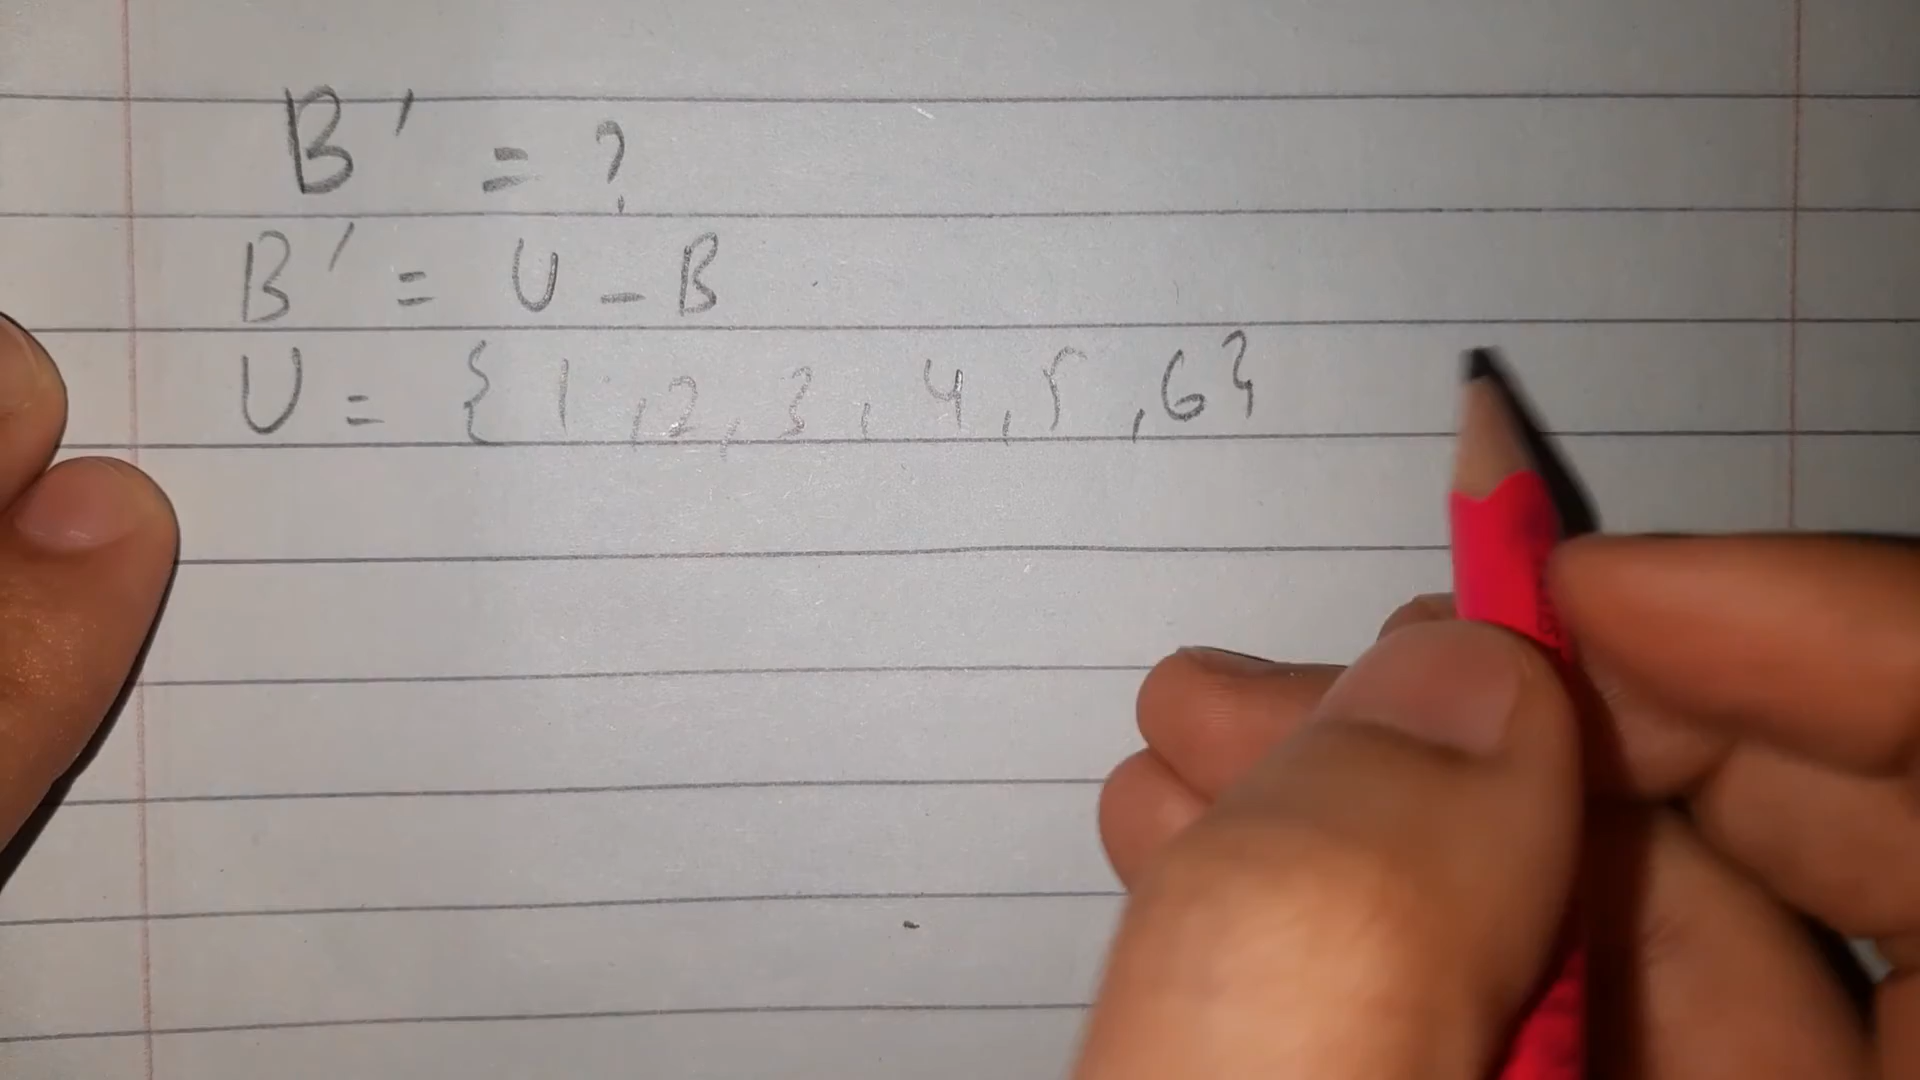 B' = ?
B' = U - B
U = {1, 2, 3, 4, 5, 6}